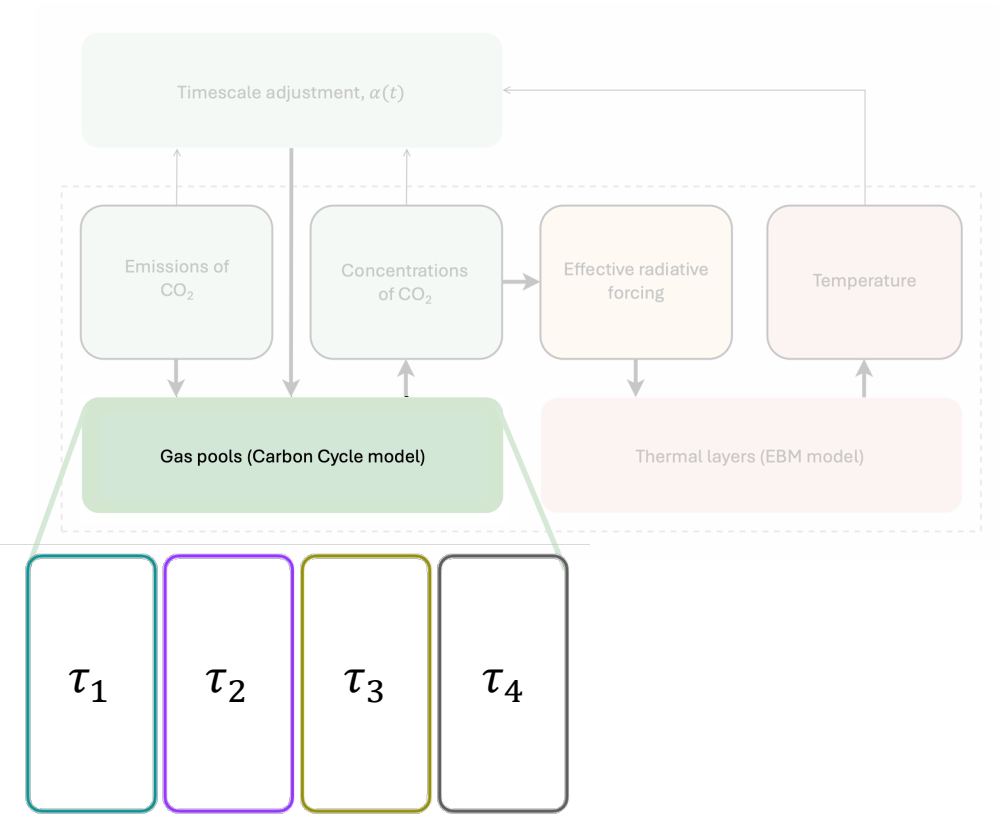 Timescale adjustment, α(t)
Emissions of
CO₂
Concentrations
of CO₂
Effective radiative
forcing
Temperature
Gas pools (Carbon Cycle model)
Thermal layers (EBM model)
τ₁
τ₂
τ₃
τ₄